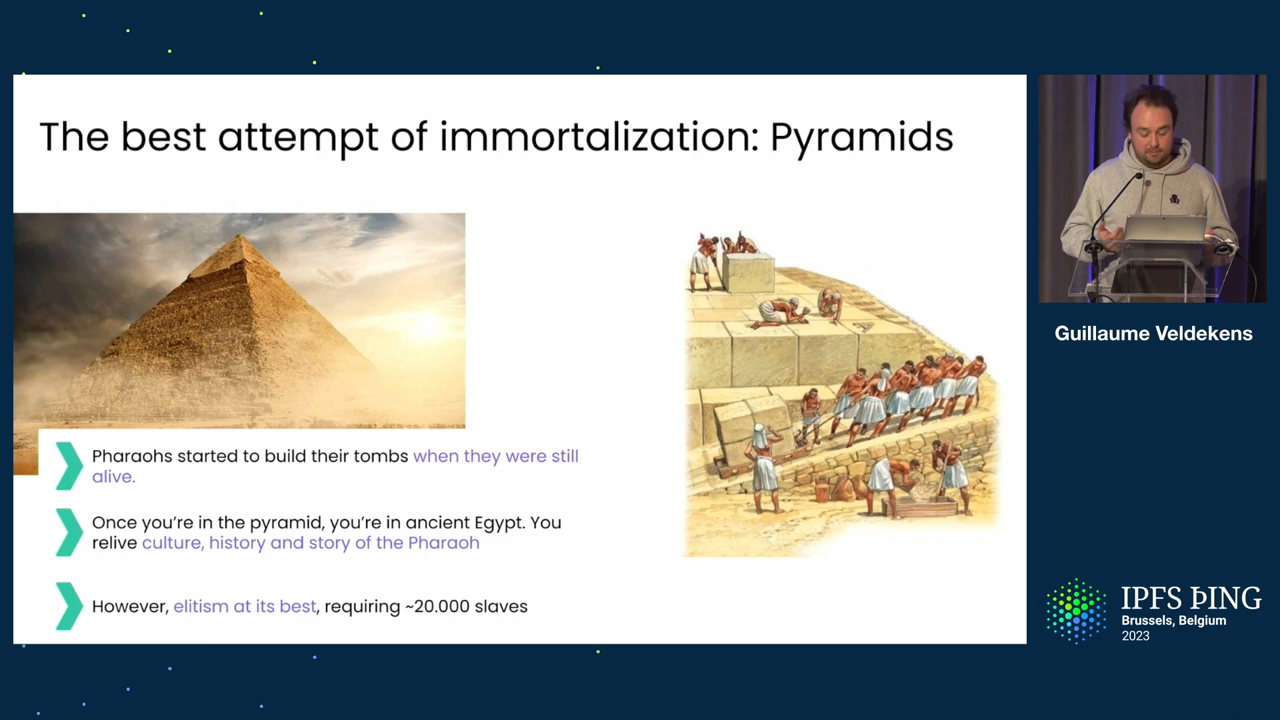 The best attempt of immortalization: Pyramids
Pharaohs started to build their tombs when they were still
alive.
Once you're in the pyramid, you're in ancient Egypt. You
relive culture, history and story of the Pharaoh
However, elitism at its best, requiring ~20.000 slaves
Guillaume Veldekens
IPFS ÞING
Brussels, Belgium
2023